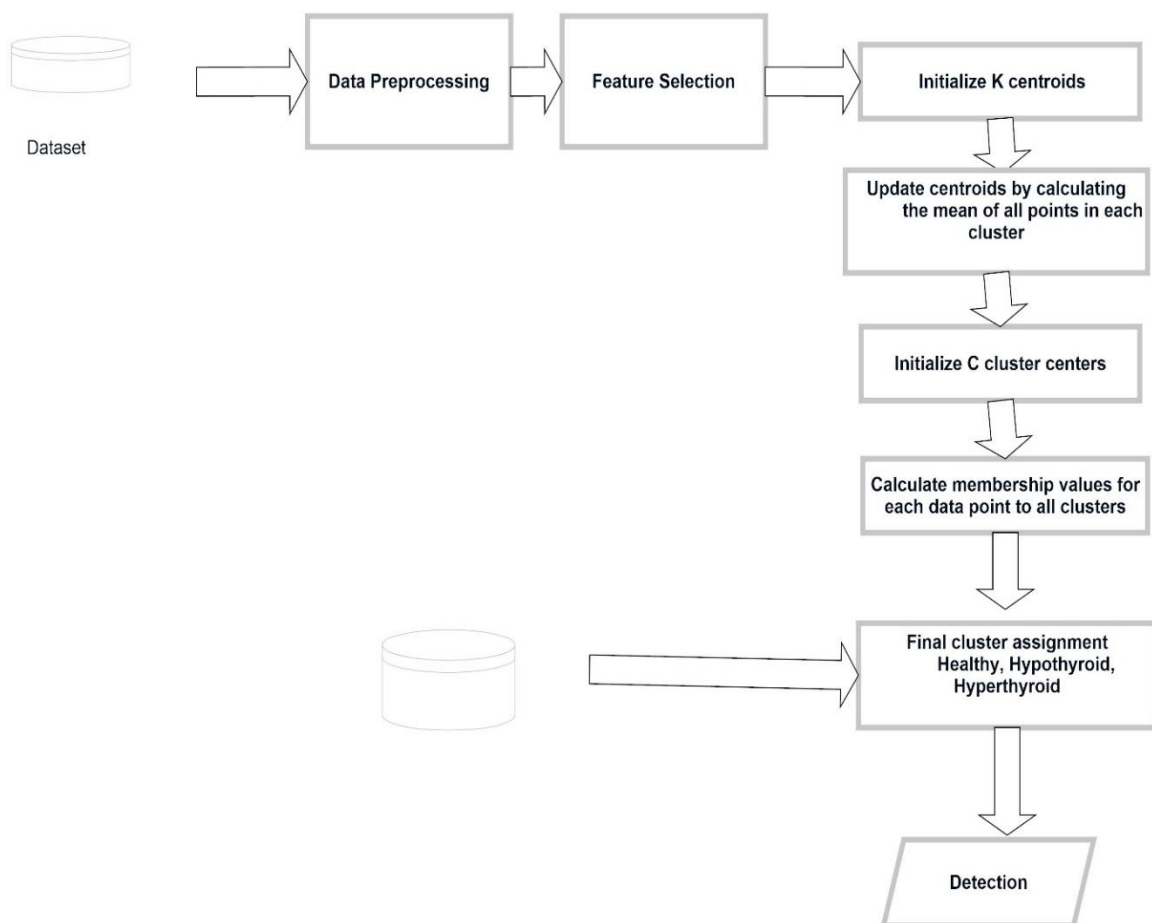 Dataset
Data Preprocessing
Feature Selection
Initialize K centroids
Update centroids by calculating
the mean of all points in each
cluster
Initialize C cluster centers
Calculate membership values for
each data point to all clusters
Final cluster assignment
Healthy, Hypothyroid,
Hyperthyroid
Detection